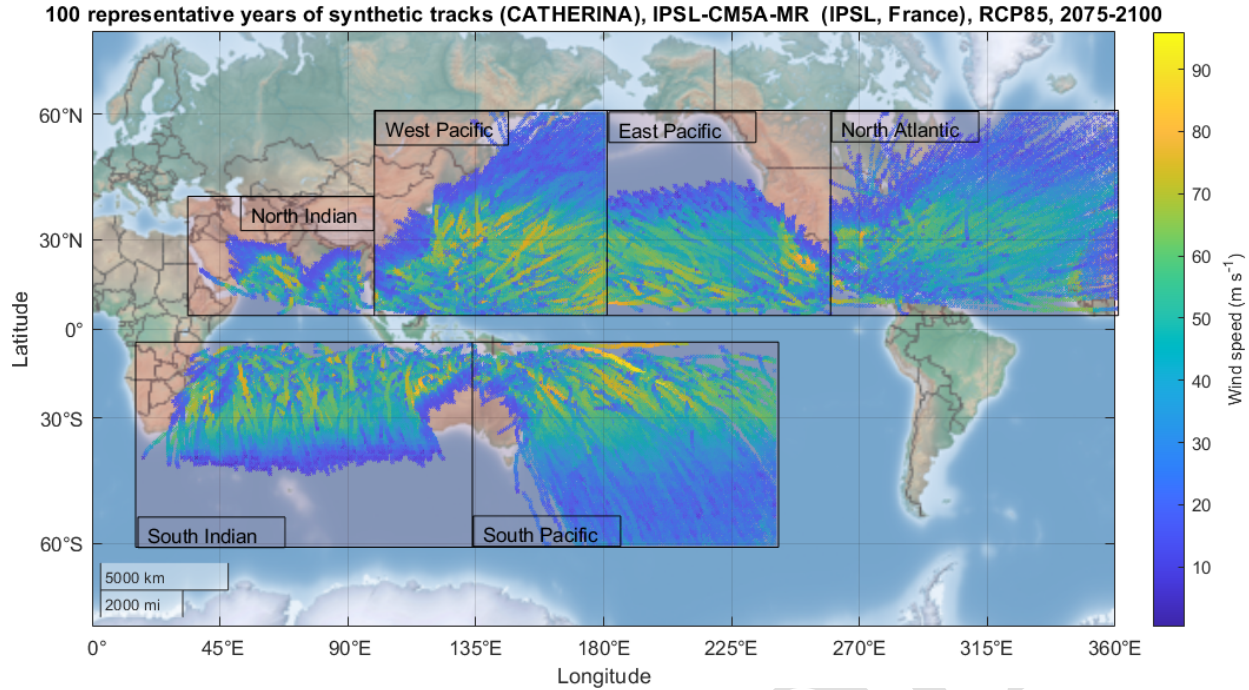 100 representative years of synthetic tracks (CATHERINA), IPSL-CM5A-MR (IPSL, France), RCP85, 2075-2100
60°N
30°N
0°
30°S
60°S
Latitude
West Pacific
East Pacific
North Atlantic
North Indian
South Indian
South Pacific
5000 km
2000 mi
0°
45°E
90°E
135°E
180°E
225°E
270°E
315°E
360°E
Longitude
90
80
70
60
50
40
30
20
10
Wind speed (m s⁻¹)